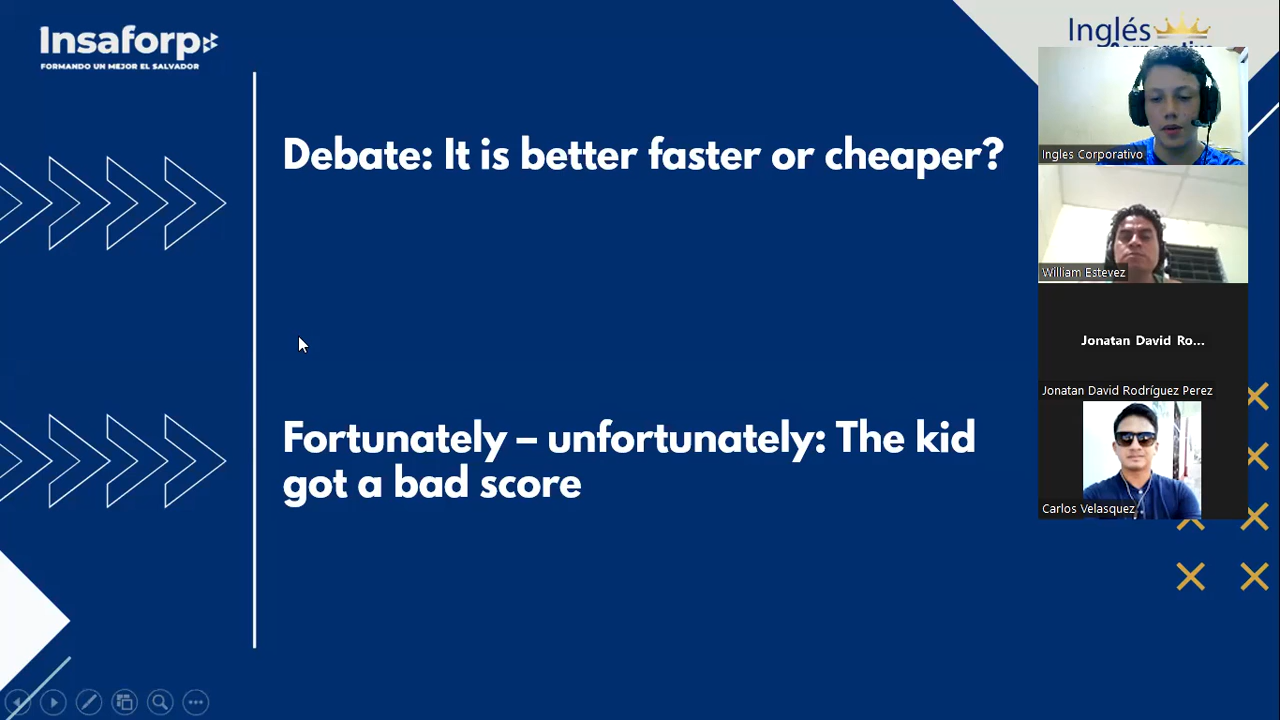 Insaforp
FORMANDO UN MEJOR EL SALVADOR
Inglés
Debate: It is better faster or cheaper?
Fortunately – unfortunately: The kid
got a bad score
Ingles Corporativo
William Estevez
Jonatan David Ro...
Jonatan David Rodríguez Perez
Carlos Velasquez